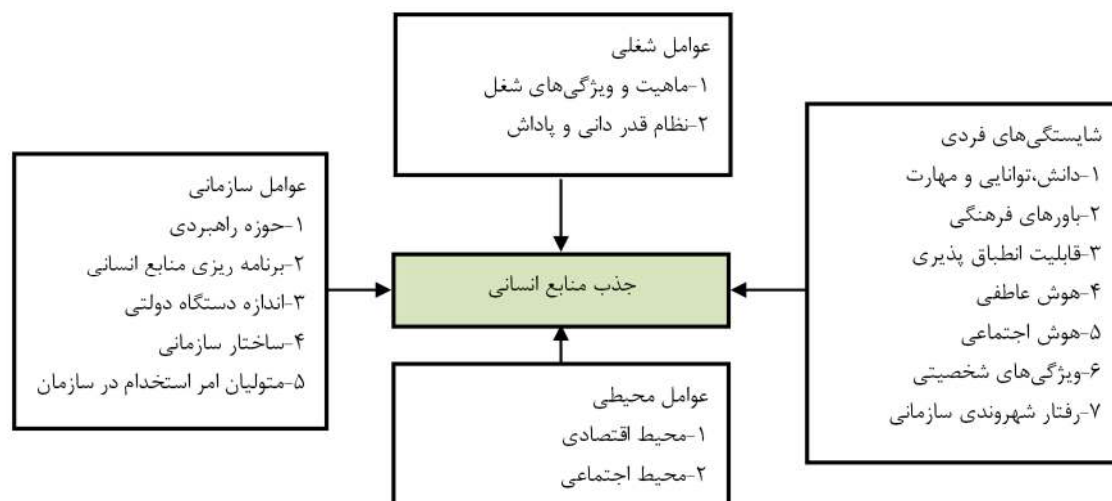 عوامل شغلی
۱-ماهیت و ویژگی‌های شغل
۲-نظام قدر دانی و پاداش
شایستگی‌های فردی
۱-دانش،توانایی و مهارت
۲-باورهای فرهنگی
۳-قابلیت انطباق پذیری
۴-هوش عاطفی
۵-هوش اجتماعی
۶-ویژگی‌های شخصیتی
۷-رفتار شهروندی سازمانی
جذب منابع انسانی
عوامل سازمانی
۱-حوزه راهبردی
۲-برنامه ریزی منابع انسانی
۳-اندازه دستگاه دولتی
۴-ساختار سازمانی
۵-متولیان امر استخدام در سازمان
عوامل محیطی
۱-محیط اقتصادی
۲-محیط اجتماعی